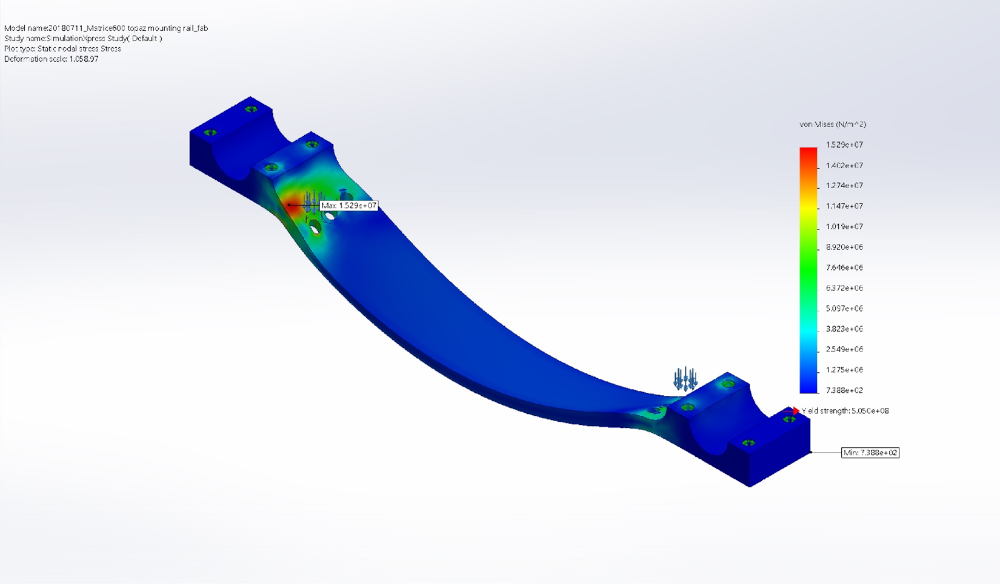 Model name:20180711_Matrice600 topaz mounting rail_fab
Study name:SimulationXpress Study(-Default-)
Plot type: Static nodal stress Stress
Deformation scale: 1,058.97
von Mises (N/m^2)
1.529e+07
1.402e+07
1.274e+07
1.147e+07
1.019e+07
8.920e+06
7.646e+06
6.372e+06
5.097e+06
3.823e+06
2.549e+06
1.275e+06
7.388e+02
Yield strength: 5.050e+08
Max: 1.529e+07
Min: 7.388e+02